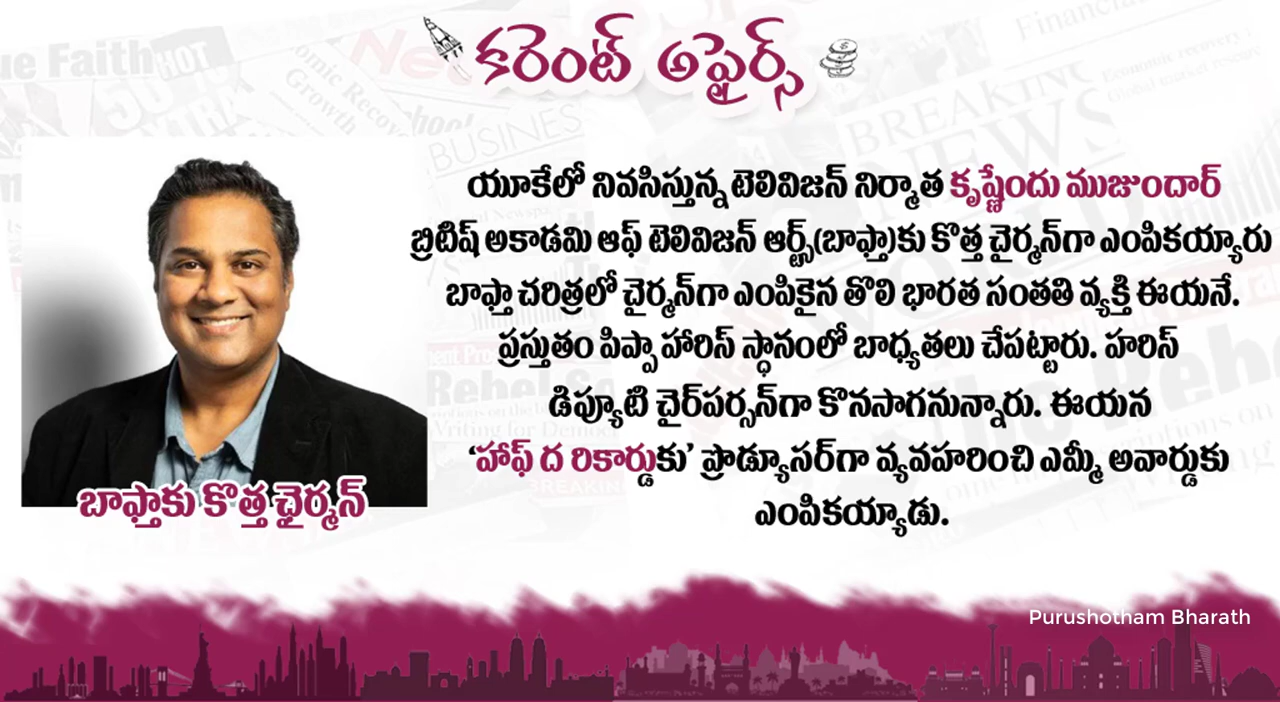 కరెంట్ అఫైర్స్
యూకేలో నివసిస్తున్న టెలివిజన్ నిర్మాత కృష్ణేందు ముజుందార్
బ్రిటిష్ అకాడమి ఆఫ్ టెలివిజన్ ఆర్ట్స్(బాఫ్తా)కు కొత్త చైర్మన్‌గా ఎంపికయ్యారు
బాఫ్తా చరిత్రలో చైర్మన్‌గా ఎంపికైన తొలి భారత సంతతి వ్యక్తి ఈయనే.
ప్రస్తుతం పిప్పా హారిస్ స్థానంలో బాధ్యతలు చేపట్టారు. హరిస్
డిప్యూటి చైర్‌పర్సన్‌గా కొనసాగనున్నారు. ఈయన
‘హాఫ్ ద రికార్డుకు’ ప్రొడ్యూసర్‌గా వ్యవహరించి ఎమ్మీ అవార్డుకు
ఎంపికయ్యాడు.
బాఫ్తాకు కొత్త ఛైర్మన్
Purushotham Bharath